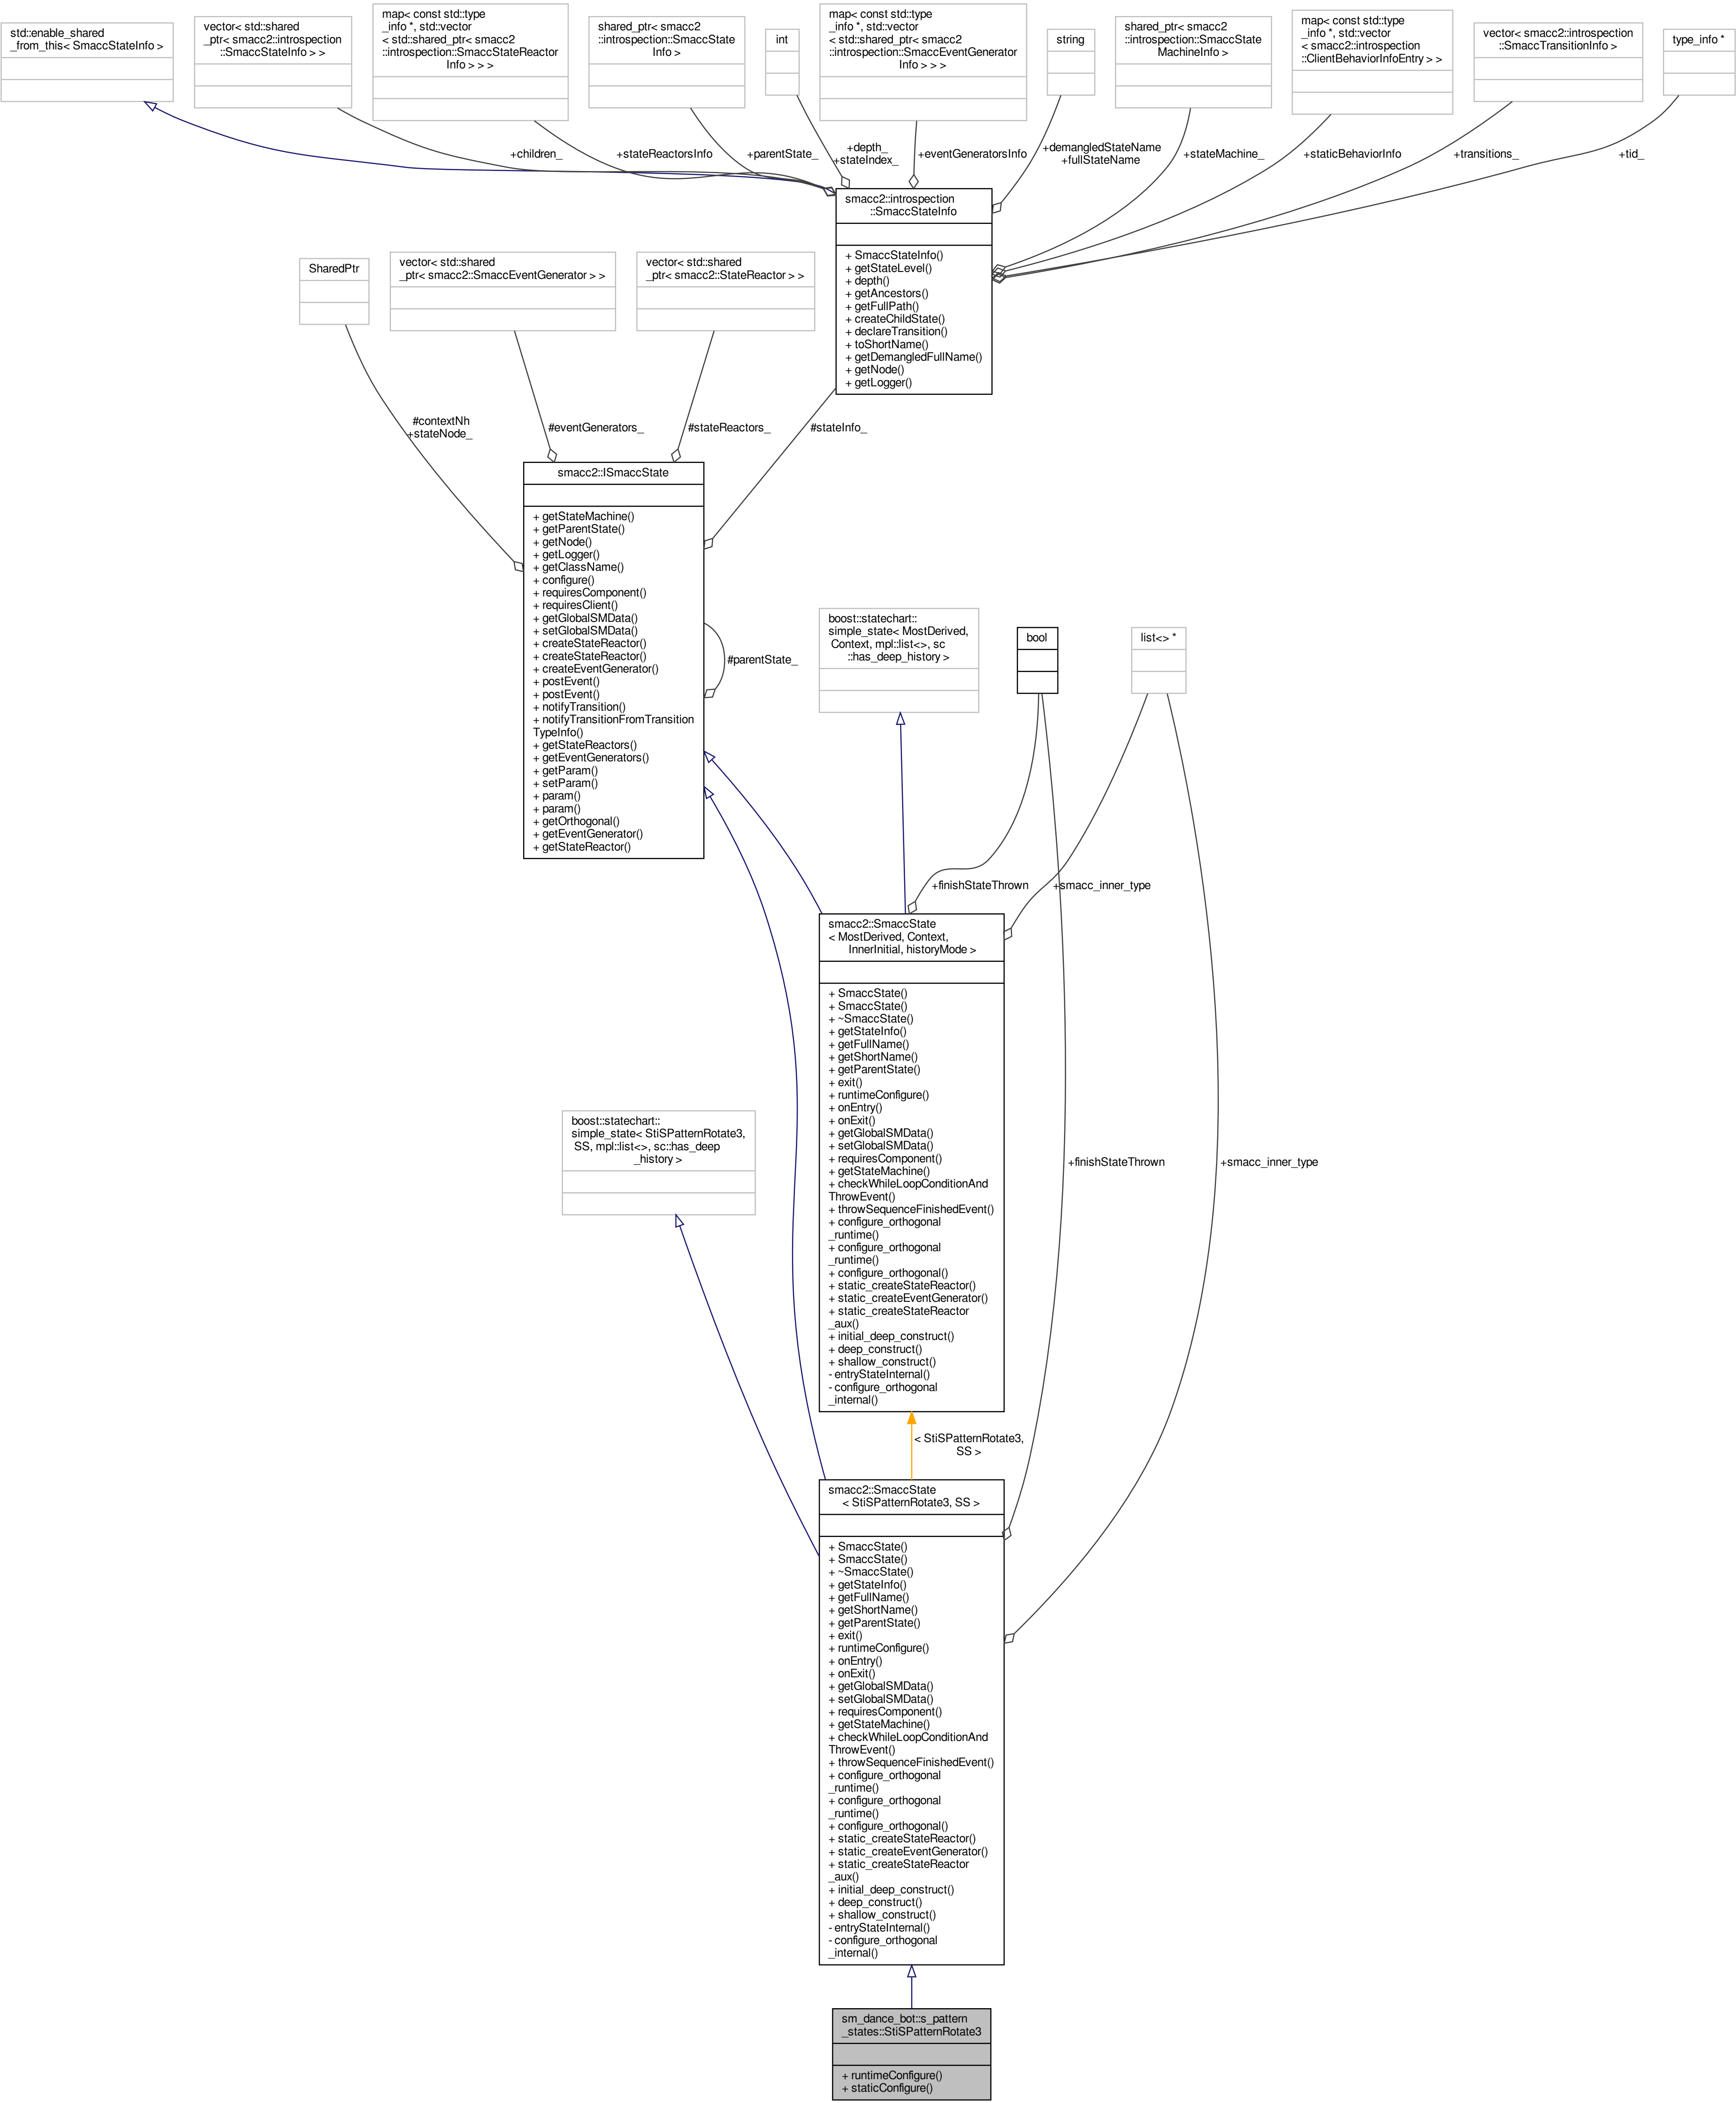 std::enable_shared
_from_this< SmaccStateInfo >
vector< std::shared
_ptr< smacc2::introspection
::SmaccStateInfo > >
map< const std::type
_info *, std::vector
< std::shared_ptr< smacc2
::introspection::SmaccStateReactor
Info > > >
shared_ptr< smacc2
::introspection::SmaccState
Info >
int
map< const std::type
_info *, std::vector
< std::shared_ptr< smacc2
::introspection::SmaccEventGenerator
Info > > >
string
shared_ptr< smacc2
::introspection::SmaccState
MachineInfo >
map< const std::type
_info *, std::vector
< smacc2::introspection
::ClientBehaviorInfoEntry > >
vector< smacc2::introspection
::SmaccTransitionInfo >
type_info *
+children_
+stateReactorsInfo
+parentState_
+depth_
+stateIndex_
+eventGeneratorsInfo
+demangledStateName
+fullStateName
+stateMachine_
+staticBehaviorInfo
+transitions_
+tid_
smacc2::introspection
::SmaccStateInfo
+ SmaccStateInfo()
+ getStateLevel()
+ depth()
+ getAncestors()
+ getFullPath()
+ createChildState()
+ declareTransition()
+ toShortName()
+ getDemangledFullName()
+ getNode()
+ getLogger()
SharedPtr
vector< std::shared
_ptr< smacc2::SmaccEventGenerator > >
vector< std::shared
_ptr< smacc2::StateReactor > >
#contextNh
+stateNode_
#eventGenerators_
#stateReactors_
#stateInfo_
smacc2::ISmaccState
+ getStateMachine()
+ getParentState()
+ getNode()
+ getLogger()
+ getClassName()
+ configure()
+ requiresComponent()
+ requiresClient()
+ getGlobalSMData()
+ setGlobalSMData()
+ createStateReactor()
+ createStateReactor()
+ createEventGenerator()
+ postEvent()
+ postEvent()
+ notifyTransition()
+ notifyTransitionFromTransition
TypeInfo()
+ getStateReactors()
+ getEventGenerators()
+ getParam()
+ setParam()
+ param()
+ param()
+ getOrthogonal()
+ getEventGenerator()
+ getStateReactor()
#parentState_
boost::statechart::
simple_state< MostDerived,
Context, mpl::list<>, sc
::has_deep_history >
bool
list<> *
+finishStateThrown
+smacc_inner_type
smacc2::SmaccState
< MostDerived, Context,
InnerInitial, historyMode >
+ SmaccState()
+ SmaccState()
+ ~SmaccState()
+ getStateInfo()
+ getFullName()
+ getShortName()
+ getParentState()
+ exit()
+ runtimeConfigure()
+ onEntry()
+ onExit()
+ getGlobalSMData()
+ setGlobalSMData()
+ requiresComponent()
+ getStateMachine()
+ checkWhileLoopConditionAnd
ThrowEvent()
+ throwSequenceFinishedEvent()
+ configure_orthogonal
_runtime()
+ configure_orthogonal
_runtime()
+ configure_orthogonal()
+ static_createStateReactor()
+ static_createEventGenerator()
+ static_createStateReactor
_aux()
+ initial_deep_construct()
+ deep_construct()
+ shallow_construct()
- entryStateInternal()
- configure_orthogonal
_internal()
boost::statechart::
simple_state< StiSPatternRotate3,
SS, mpl::list<>, sc::has_deep
_history >
+finishStateThrown
+smacc_inner_type
< StiSPatternRotate3,
SS >
smacc2::SmaccState
< StiSPatternRotate3, SS >
+ SmaccState()
+ SmaccState()
+ ~SmaccState()
+ getStateInfo()
+ getFullName()
+ getShortName()
+ getParentState()
+ exit()
+ runtimeConfigure()
+ onEntry()
+ onExit()
+ getGlobalSMData()
+ setGlobalSMData()
+ requiresComponent()
+ getStateMachine()
+ checkWhileLoopConditionAnd
ThrowEvent()
+ throwSequenceFinishedEvent()
+ configure_orthogonal
_runtime()
+ configure_orthogonal
_runtime()
+ configure_orthogonal()
+ static_createStateReactor()
+ static_createEventGenerator()
+ static_createStateReactor
_aux()
+ initial_deep_construct()
+ deep_construct()
+ shallow_construct()
- entryStateInternal()
- configure_orthogonal
_internal()
sm_dance_bot::s_pattern
_states::StiSPatternRotate3
+ runtimeConfigure()
+ staticConfigure()